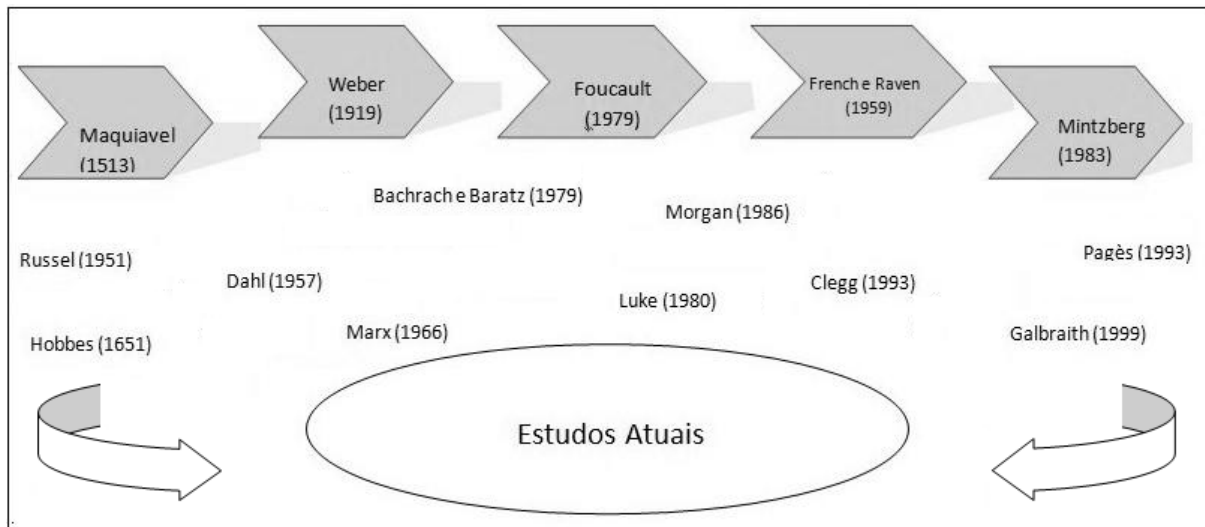 Maquiavel
(1513)
Weber
(1919)
Foucault
(1979)
French e Raven
(1959)
Mintzberg
(1983)
Bachrach e Baratz (1979)
Morgan (1986)
Russel (1951)
Dahl (1957)
Pagès (1993)
Luke (1980)
Clegg (1993)
Hobbes (1651)
Marx (1966)
Galbraith (1999)
Estudos Atuais